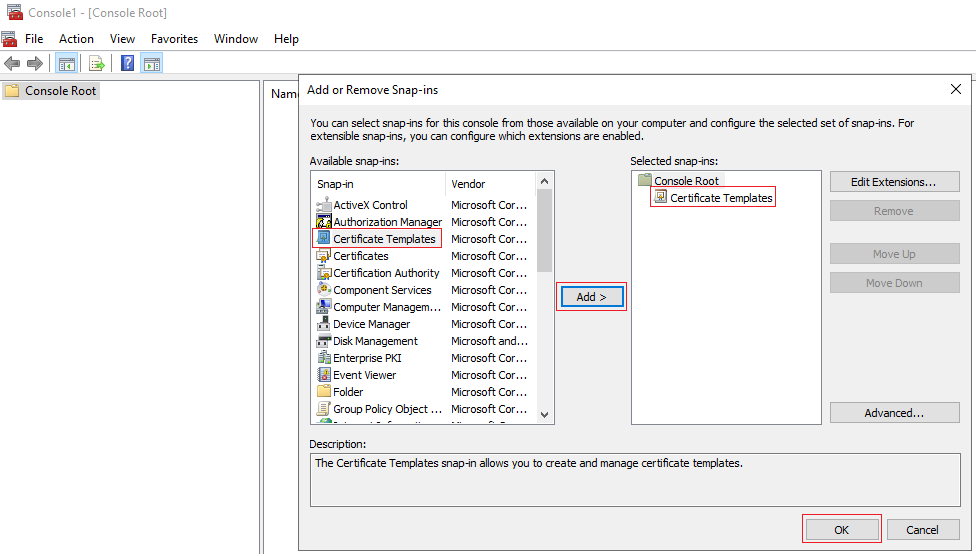 Console1 - [Console Root]
File Action View Favorites Window Help
Console Root
Name
Add or Remove Snap-ins
You can select snap-ins for this console from those available on your computer and configure the selected set of snap-ins. For
extensible snap-ins, you can configure which extensions are enabled.
Available snap-ins:
Snap-in Vendor
ActiveX Control Microsoft Cor...
Authorization Manager Microsoft Cor...
Certificate Templates Microsoft Cor...
Certificates Microsoft Cor...
Certification Authority Microsoft Cor...
Component Services Microsoft Cor...
Computer Managem... Microsoft Cor...
Device Manager Microsoft Cor...
Disk Management Microsoft and...
Enterprise PKI Microsoft Cor...
Event Viewer Microsoft Cor...
Folder Microsoft Cor...
Group Policy Object ... Microsoft Cor...
Add >
Selected snap-ins:
Console Root
Certificate Templates
Edit Extensions...
Remove
Move Up
Move Down
Advanced...
Description:
The Certificate Templates snap-in allows you to create and manage certificate templates.
OK Cancel